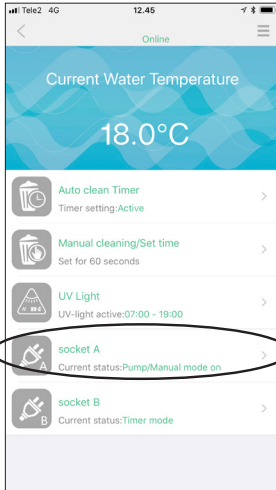 Tele2 4G 12.45
Online
Current Water Temperature
18.0°C
Auto clean Timer
Timer setting:Active
Manual cleaning/Set time
Set for 60 seconds
UV Light
UV-light active:07:00 - 19:00
A
socket A
Current status:Pump/Manual mode on
B
socket B
Current status:Timer mode